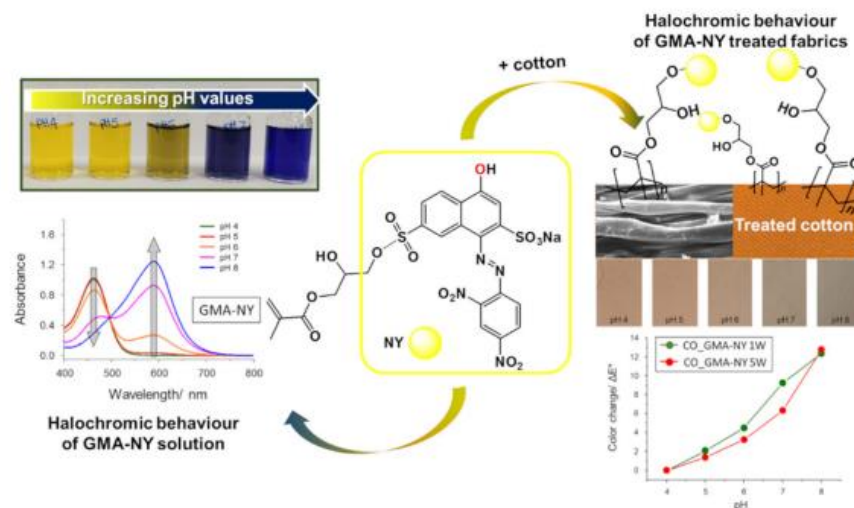 Increasing pH values
pH4
pH5
pH 4
pH 5
pH 6
pH 7
pH 8
Absorbance
1.6
1.2
0.8
0.4
0.0
400 500 600 700 800
Wavelength/ nm
GMA-NY
Halochromic behaviour
of GMA-NY solution
+ cotton
OH
O
S
O
O
SO₃Na
HO
O
O
N
N
O₂N
NO₂
NY
Halochromic behaviour
of GMA-NY treated fabrics
O
O
HO
OH
O
HO
O
O
O
O
O
O
O
n
Treated cotton
pH 4
pH 5
pH 6
pH 7
pH 8
CO_GMA-NY 1W
CO_GMA-NY 5W
Color change/ ΔE*
14
12
10
8
6
4
2
0
4 5 6 7 8
pH